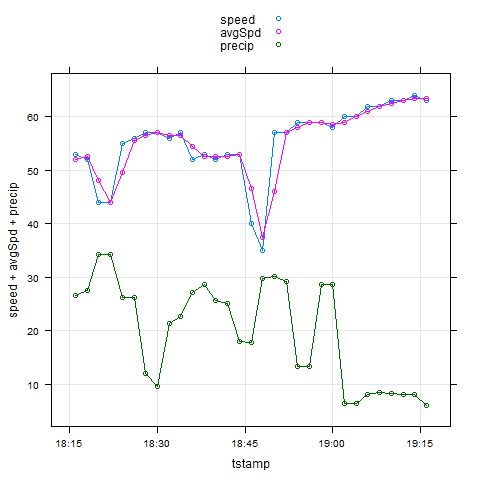 speed
avgSpd
precip
speed + avgSpd + precip
60
50
40
30
20
10
18:15 18:30 18:45 19:00 19:15
tstamp